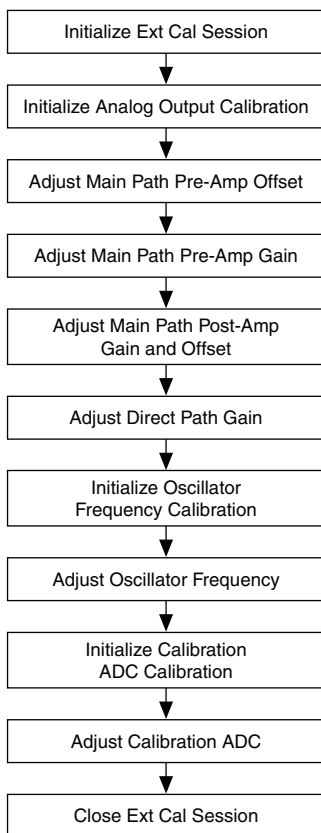 Initialize Ext Cal Session
Initialize Analog Output Calibration
Adjust Main Path Pre-Amp Offset
Adjust Main Path Pre-Amp Gain
Adjust Main Path Post-Amp
Gain and Offset
Adjust Direct Path Gain
Initialize Oscillator
Frequency Calibration
Adjust Oscillator Frequency
Initialize Calibration
ADC Calibration
Adjust Calibration ADC
Close Ext Cal Session